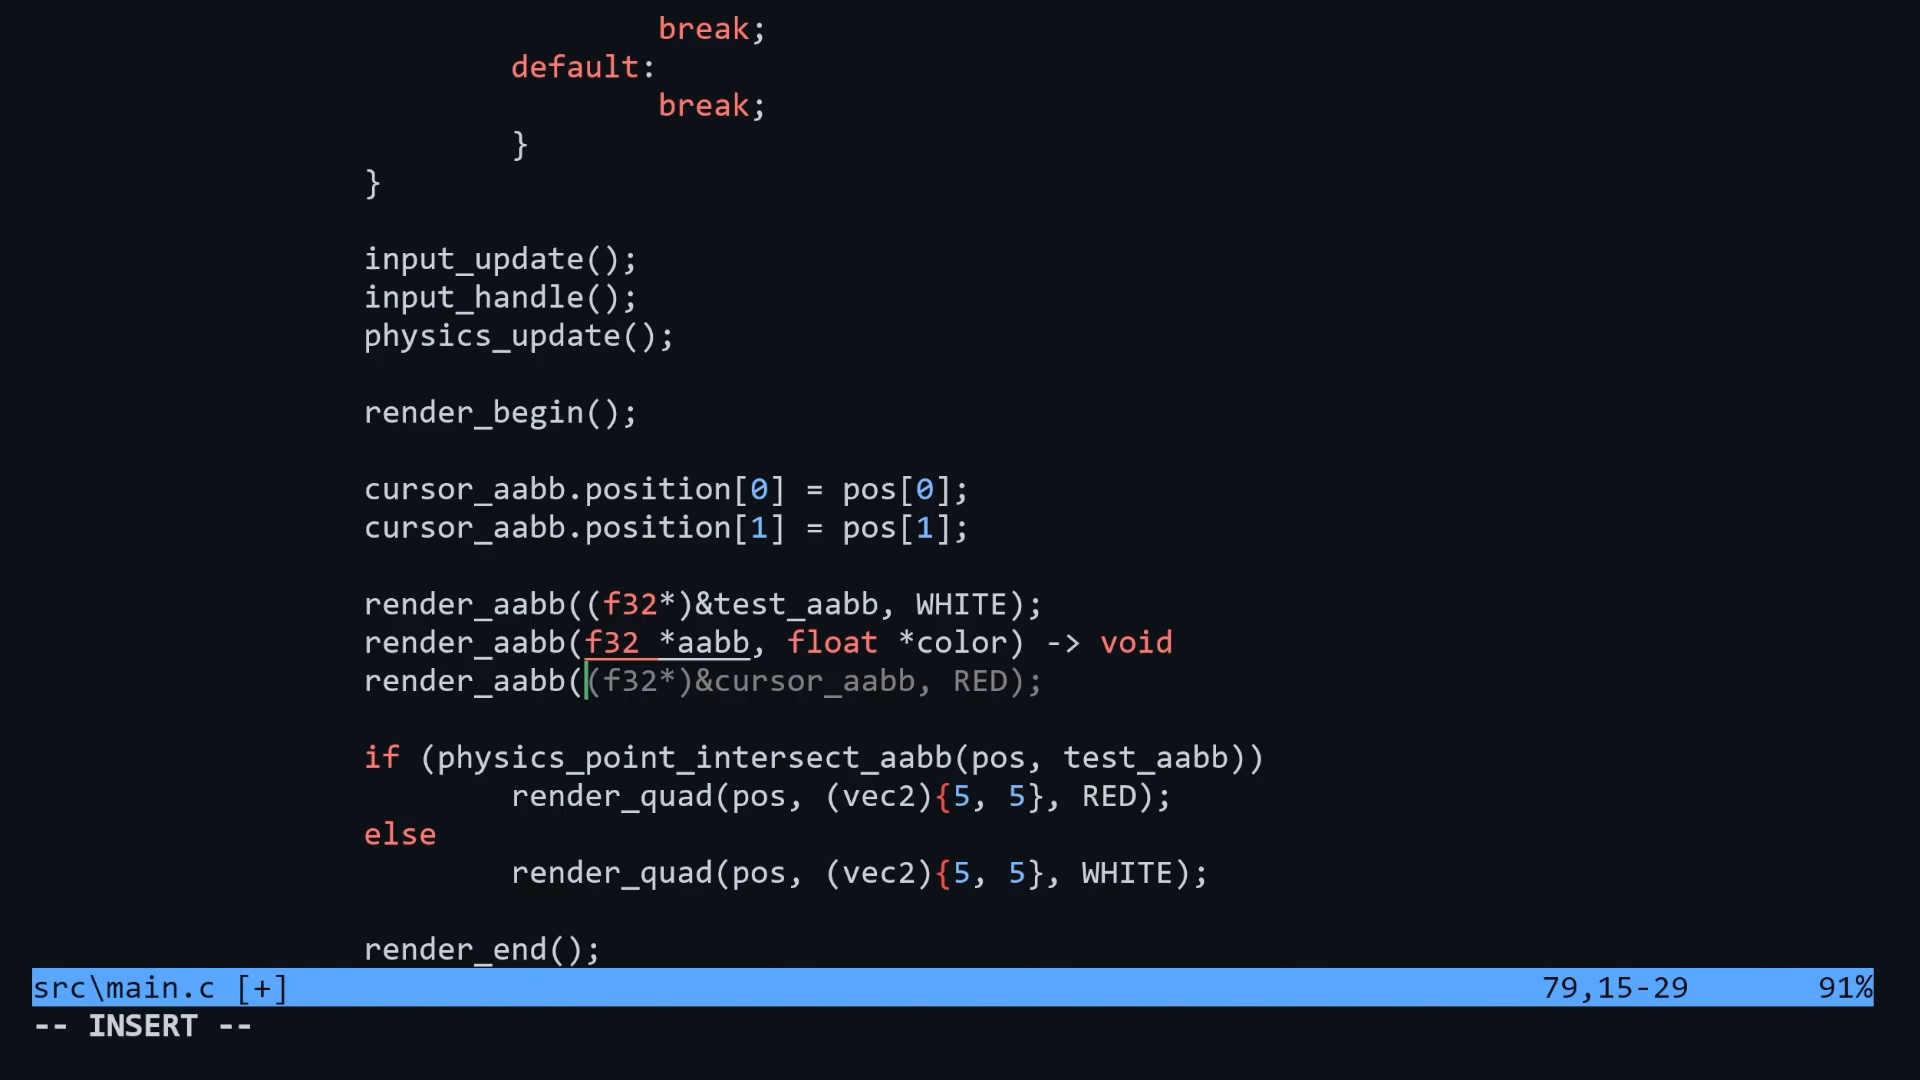 break;
default:
break;
}
}
input_update();
input_handle();
physics_update();
render_begin();
cursor_aabb.position[0] = pos[0];
cursor_aabb.position[1] = pos[1];
render_aabb((f32*)&test_aabb, WHITE);
render_aabb(f32 *aabb, float *color) -> void
render_aabb((f32*)&cursor_aabb, RED);
if (physics_point_intersect_aabb(pos, test_aabb))
render_quad(pos, (vec2){5, 5}, RED);
else
render_quad(pos, (vec2){5, 5}, WHITE);
render_end();
src\main.c [+] 79,15-29 91%
-- INSERT --